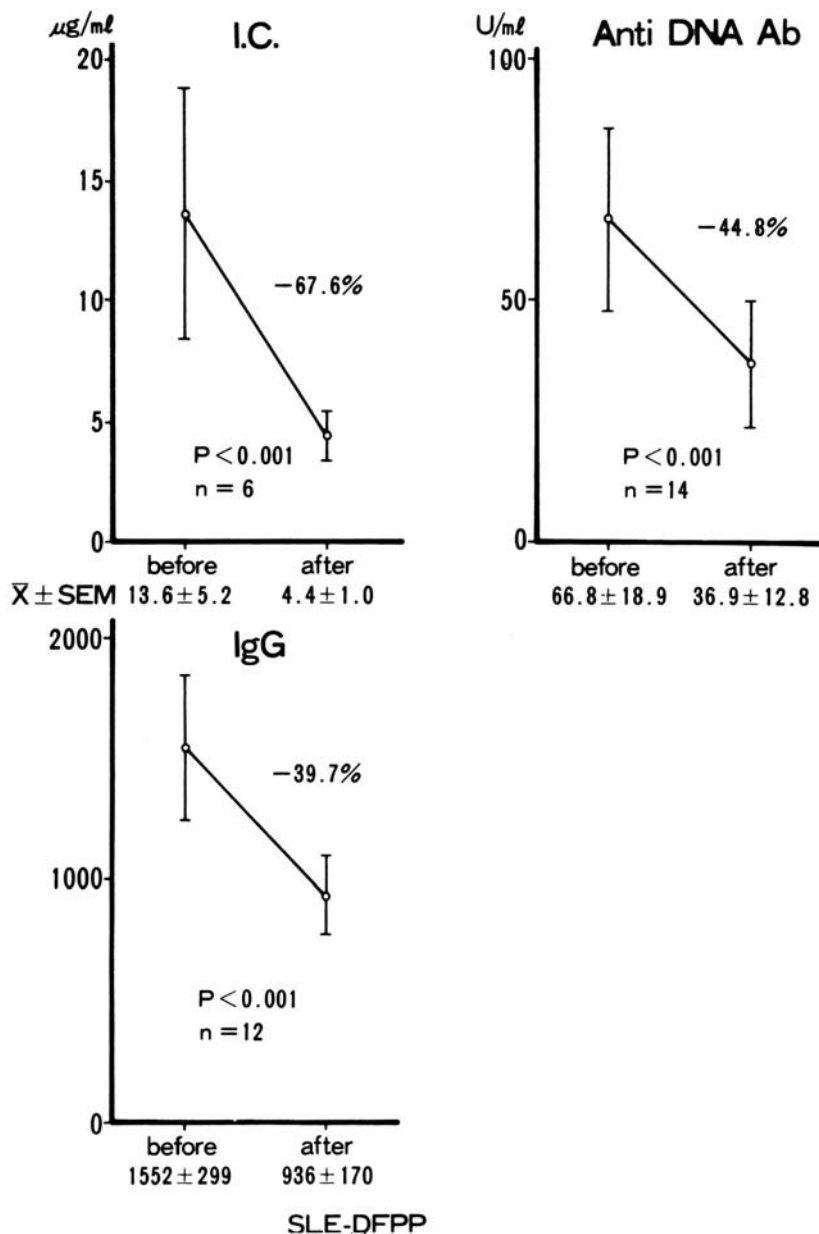 I.C.
μg/mℓ
20
15
10
5
0
−67.6%
P<0.001
n = 6
before after
X̄ ± SEM 13.6±5.2 4.4±1.0
Anti DNA Ab
U/mℓ
100
50
0
−44.8%
P<0.001
n =14
before after
66.8±18.9 36.9±12.8
IgG
2000
1000
0
−39.7%
P<0.001
n =12
before after
1552±299 936±170
SLE-DFPP